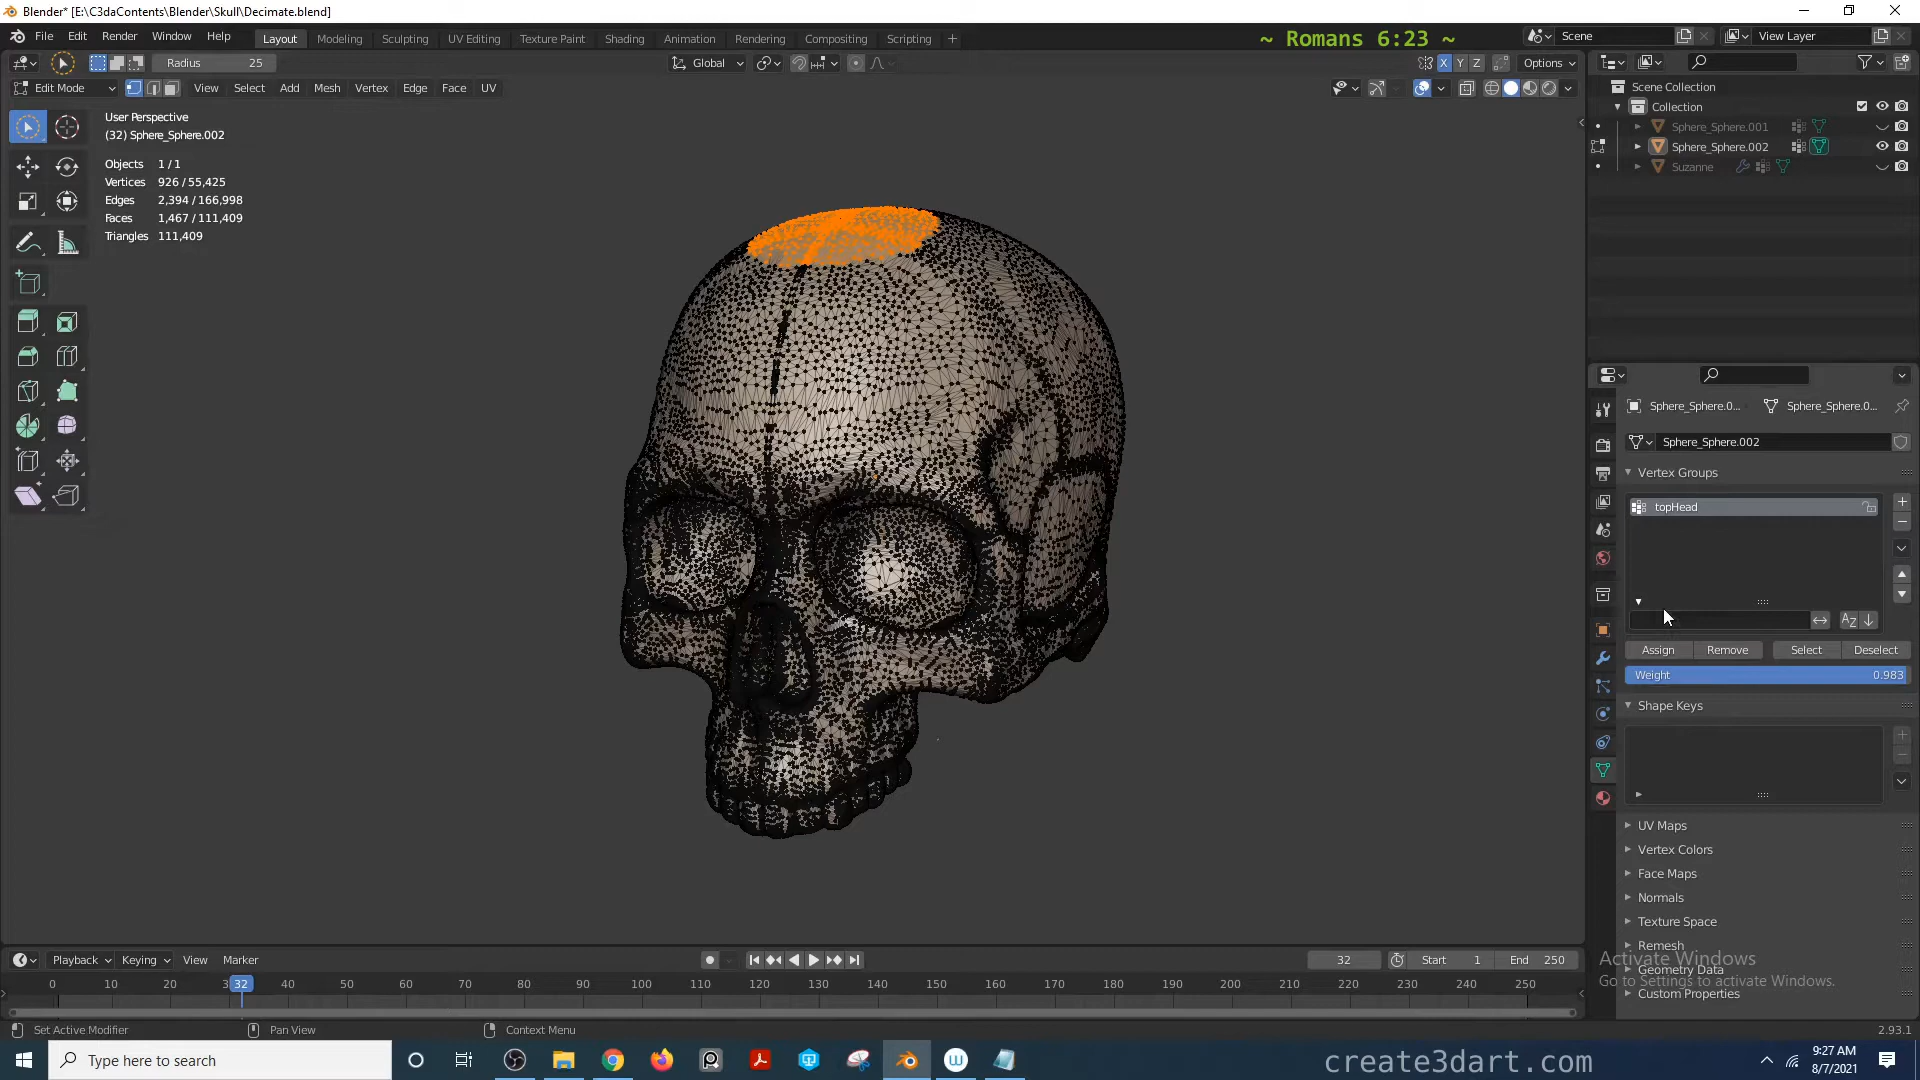 Blender* [E:\C3daContents\Blender\Skull\Decimate.blend]
File Edit Render Window Help
Layout Modeling Sculpting UV Editing Texture Paint Shading Animation Rendering Compositing Scripting
~ Romans 6:23 ~
Scene View Layer
Radius 25
Global
X Y Z
Options
Edit Mode View Select Add Mesh Vertex Edge Face UV
User Perspective
(32) Sphere_Sphere.002
Objects 1 / 1
Vertices 926 / 55,425
Edges 2,394 / 166,998
Faces 1,467 / 111,409
Triangles 111,409
Scene Collection
Collection
Sphere_Sphere.001
Sphere_Sphere.002
Suzanne
Sphere_Sphere.0... Sphere_Sphere.0...
Sphere_Sphere.002
Vertex Groups
topHead
Assign Remove Select Deselect
Weight 0.983
Shape Keys
UV Maps
Vertex Colors
Face Maps
Normals
Texture Space
Remesh
Geometry Data
Custom Properties
Activate Windows
Go to Settings to activate Windows.
Playback Keying View Marker
32 Start 1 End 250
0 10 20 3 32 40 50 60 70 80 90 100 110 120 130 140 150 160 170 180 190 200 210 220 230 240 250
Set Active Modifier Pan View Context Menu
2.93.1
Type here to search
create3dart.com
9:27 AM
8/7/2021